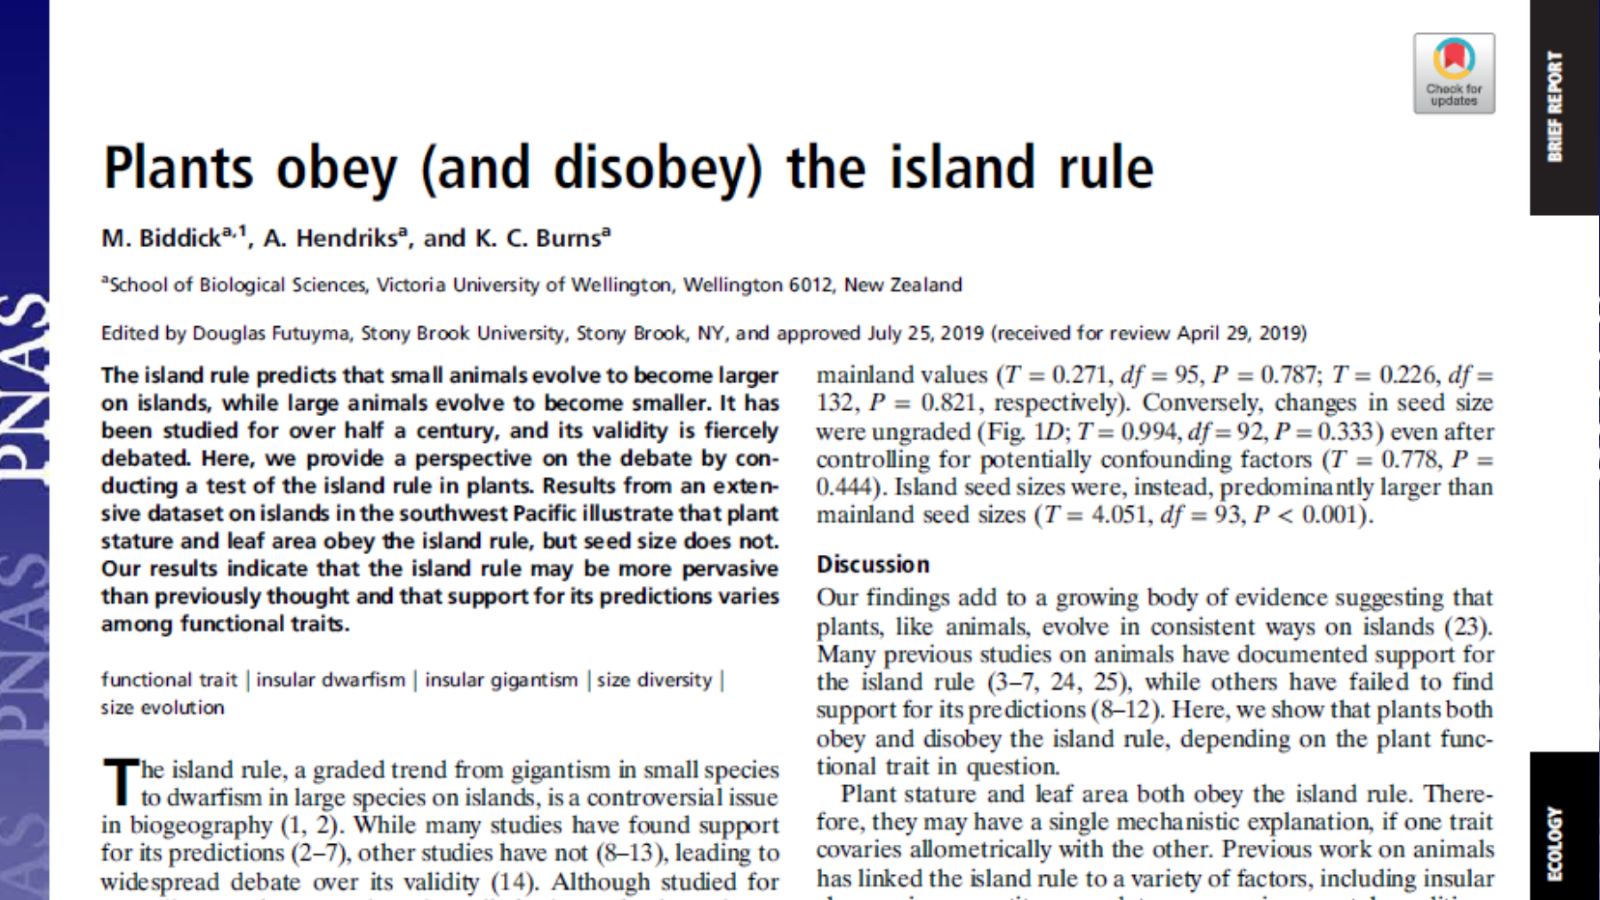 Check for
updates
BRIEF REPORT
Plants obey (and disobey) the island rule
M. Biddickᵃ,¹, A. Hendriksᵃ, and K. C. Burnsᵃ
ᵃSchool of Biological Sciences, Victoria University of Wellington, Wellington 6012, New Zealand
Edited by Douglas Futuyma, Stony Brook University, Stony Brook, NY, and approved July 25, 2019 (received for review April 29, 2019)
The island rule predicts that small animals evolve to become larger
on islands, while large animals evolve to become smaller. It has
been studied for over half a century, and its validity is fiercely
debated. Here, we provide a perspective on the debate by con-
ducting a test of the island rule in plants. Results from an exten-
sive dataset on islands in the southwest Pacific illustrate that plant
stature and leaf area obey the island rule, but seed size does not.
Our results indicate that the island rule may be more pervasive
than previously thought and that support for its predictions varies
among functional traits.
functional trait | insular dwarfism | insular gigantism | size diversity |
size evolution
The island rule, a graded trend from gigantism in small species
to dwarfism in large species on islands, is a controversial issue
in biogeography (1, 2). While many studies have found support
for its predictions (2–7), other studies have not (8–13), leading to
widespread debate over its validity (14). Although studied for
mainland values (T = 0.271, df = 95, P = 0.787; T = 0.226, df =
132, P = 0.821, respectively). Conversely, changes in seed size
were ungraded (Fig. 1D; T = 0.994, df = 92, P = 0.333) even after
controlling for potentially confounding factors (T = 0.778, P =
0.444). Island seed sizes were, instead, predominantly larger than
mainland seed sizes (T = 4.051, df = 93, P < 0.001).
Discussion
Our findings add to a growing body of evidence suggesting that
plants, like animals, evolve in consistent ways on islands (23).
Many previous studies on animals have documented support for
the island rule (3–7, 24, 25), while others have failed to find
support for its predictions (8–12). Here, we show that plants both
obey and disobey the island rule, depending on the plant func-
tional trait in question.
Plant stature and leaf area both obey the island rule. There-
fore, they may have a single mechanistic explanation, if one trait
covaries allometrically with the other. Previous work on animals
has linked the island rule to a variety of factors, including insular
ECOLOGY
PNAS
PNAS
AS